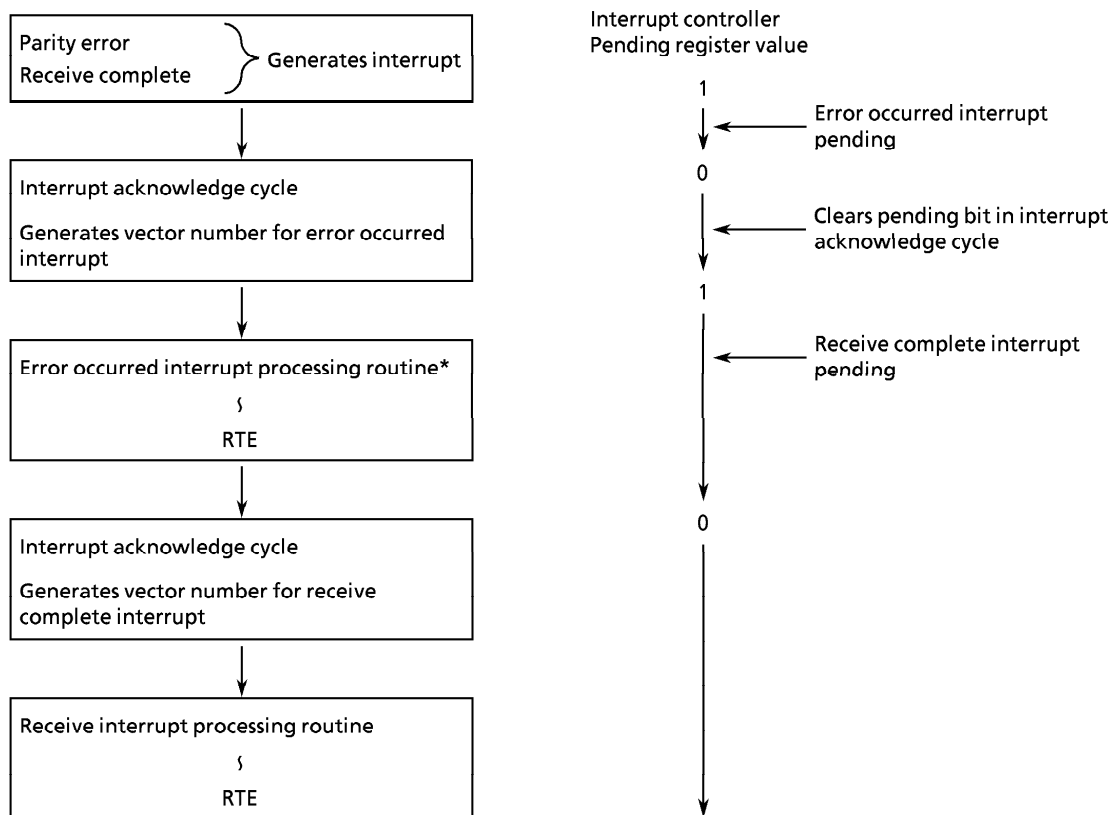 Parity error
Receive complete
Generates interrupt
Interrupt acknowledge cycle
Generates vector number for error occurred
interrupt
Error occurred interrupt processing routine*
RTE
Interrupt acknowledge cycle
Generates vector number for receive
complete interrupt
Receive interrupt processing routine
RTE
Interrupt controller
Pending register value
1
Error occurred interrupt
pending
0
Clears pending bit in interrupt
acknowledge cycle
1
Receive complete interrupt
pending
0